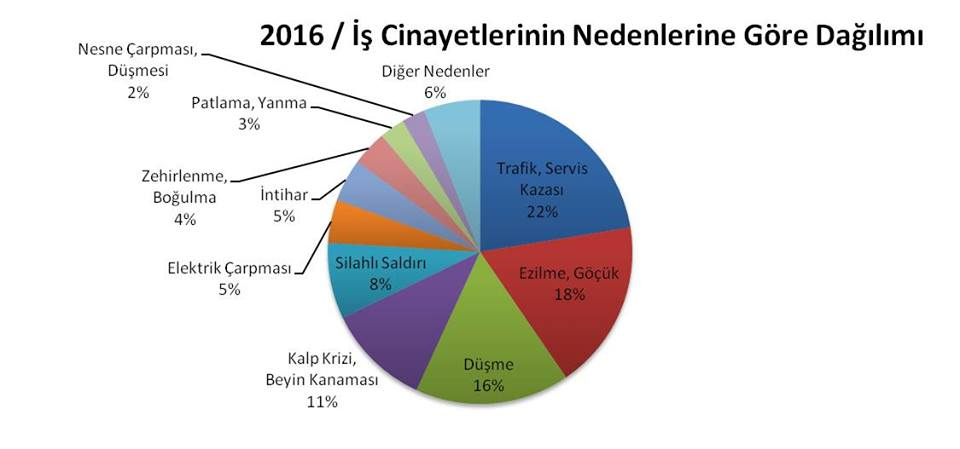 2016 / İş Cinayetlerinin Nedenlerine Göre Dağılımı
Nesne Çarpması,
Düşmesi
2%
Diğer Nedenler
6%
Patlama, Yanma
3%
Trafik, Servis
Kazası
22%
Zehirlenme,
Boğulma
4%
İntihar
5%
Elektrik Çarpması
5%
Silahlı Saldırı
8%
Ezilme, Göçük
18%
Kalp Krizi,
Beyin Kanaması
11%
Düşme
16%